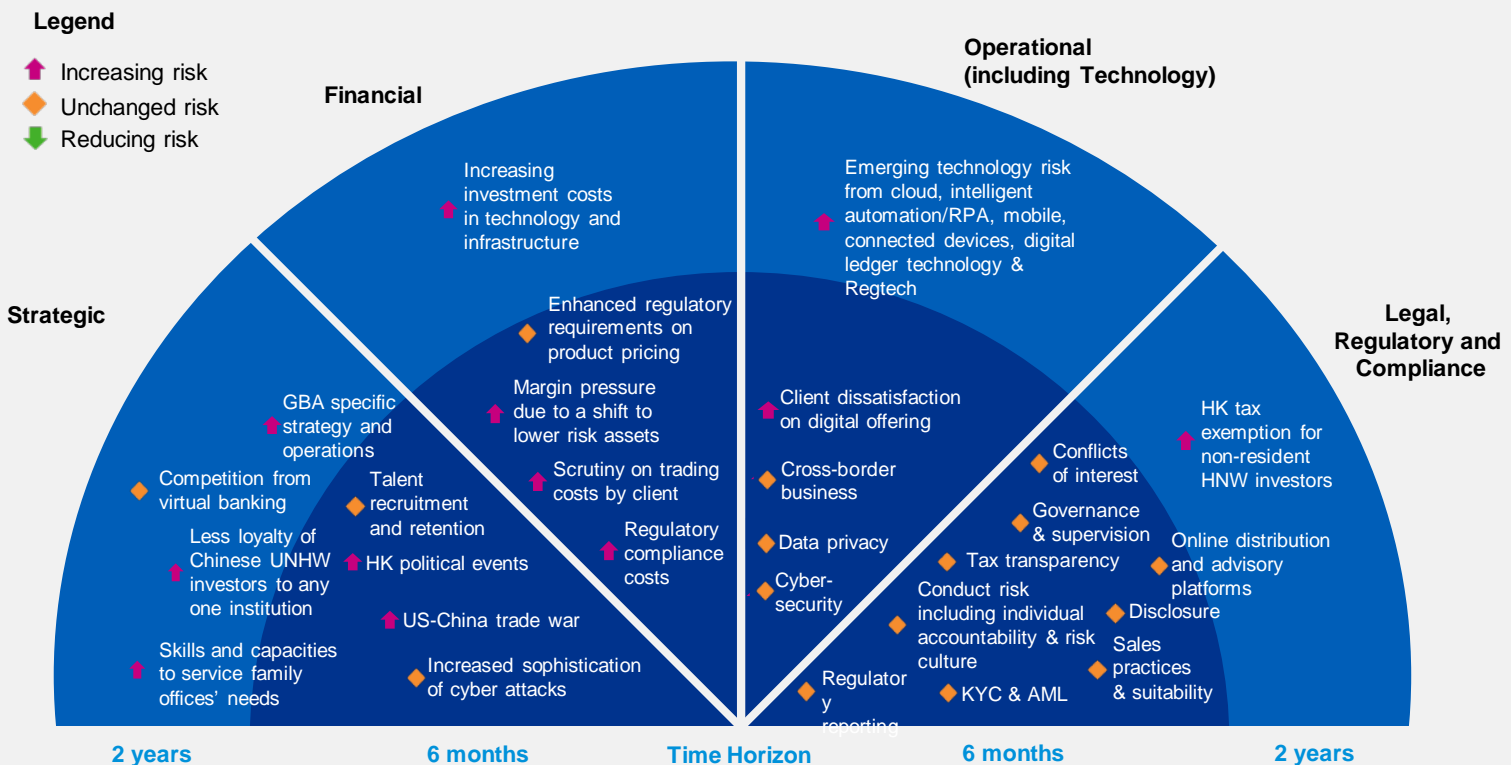 Legend
Increasing risk
Unchanged risk
Reducing risk
Strategic
Financial
Operational
(including Technology)
Legal,
Regulatory and
Compliance
GBA specific
strategy and
operations
Competition from
virtual banking
Less loyalty of
Chinese UNHW
investors to any
one institution
Skills and capacities
to service family
offices' needs
Talent
recruitment
and retention
HK political events
US-China trade war
Increased sophistication
of cyber attacks
Increasing
investment costs
in technology and
infrastructure
Enhanced regulatory
requirements on
product pricing
Margin pressure
due to a shift to
lower risk assets
Scrutiny on trading
costs by client
Regulatory
compliance
costs
Emerging technology risk
from cloud, intelligent
automation/RPA, mobile,
connected devices, digital
ledger technology &
Regtech
Client dissatisfaction
on digital offering
Cross-border
business
Data privacy
Cyber-
security
HK tax
exemption for
non-resident
HNW investors
Conflicts
of interest
Governance
& supervision
Tax transparency
Online distribution
and advisory
platforms
Conduct risk
including individual
accountability & risk
culture
Disclosure
Sales
practices
& suitability
Regulator
y
reporting
KYC & AML
2 years
6 months
Time Horizon
6 months
2 years